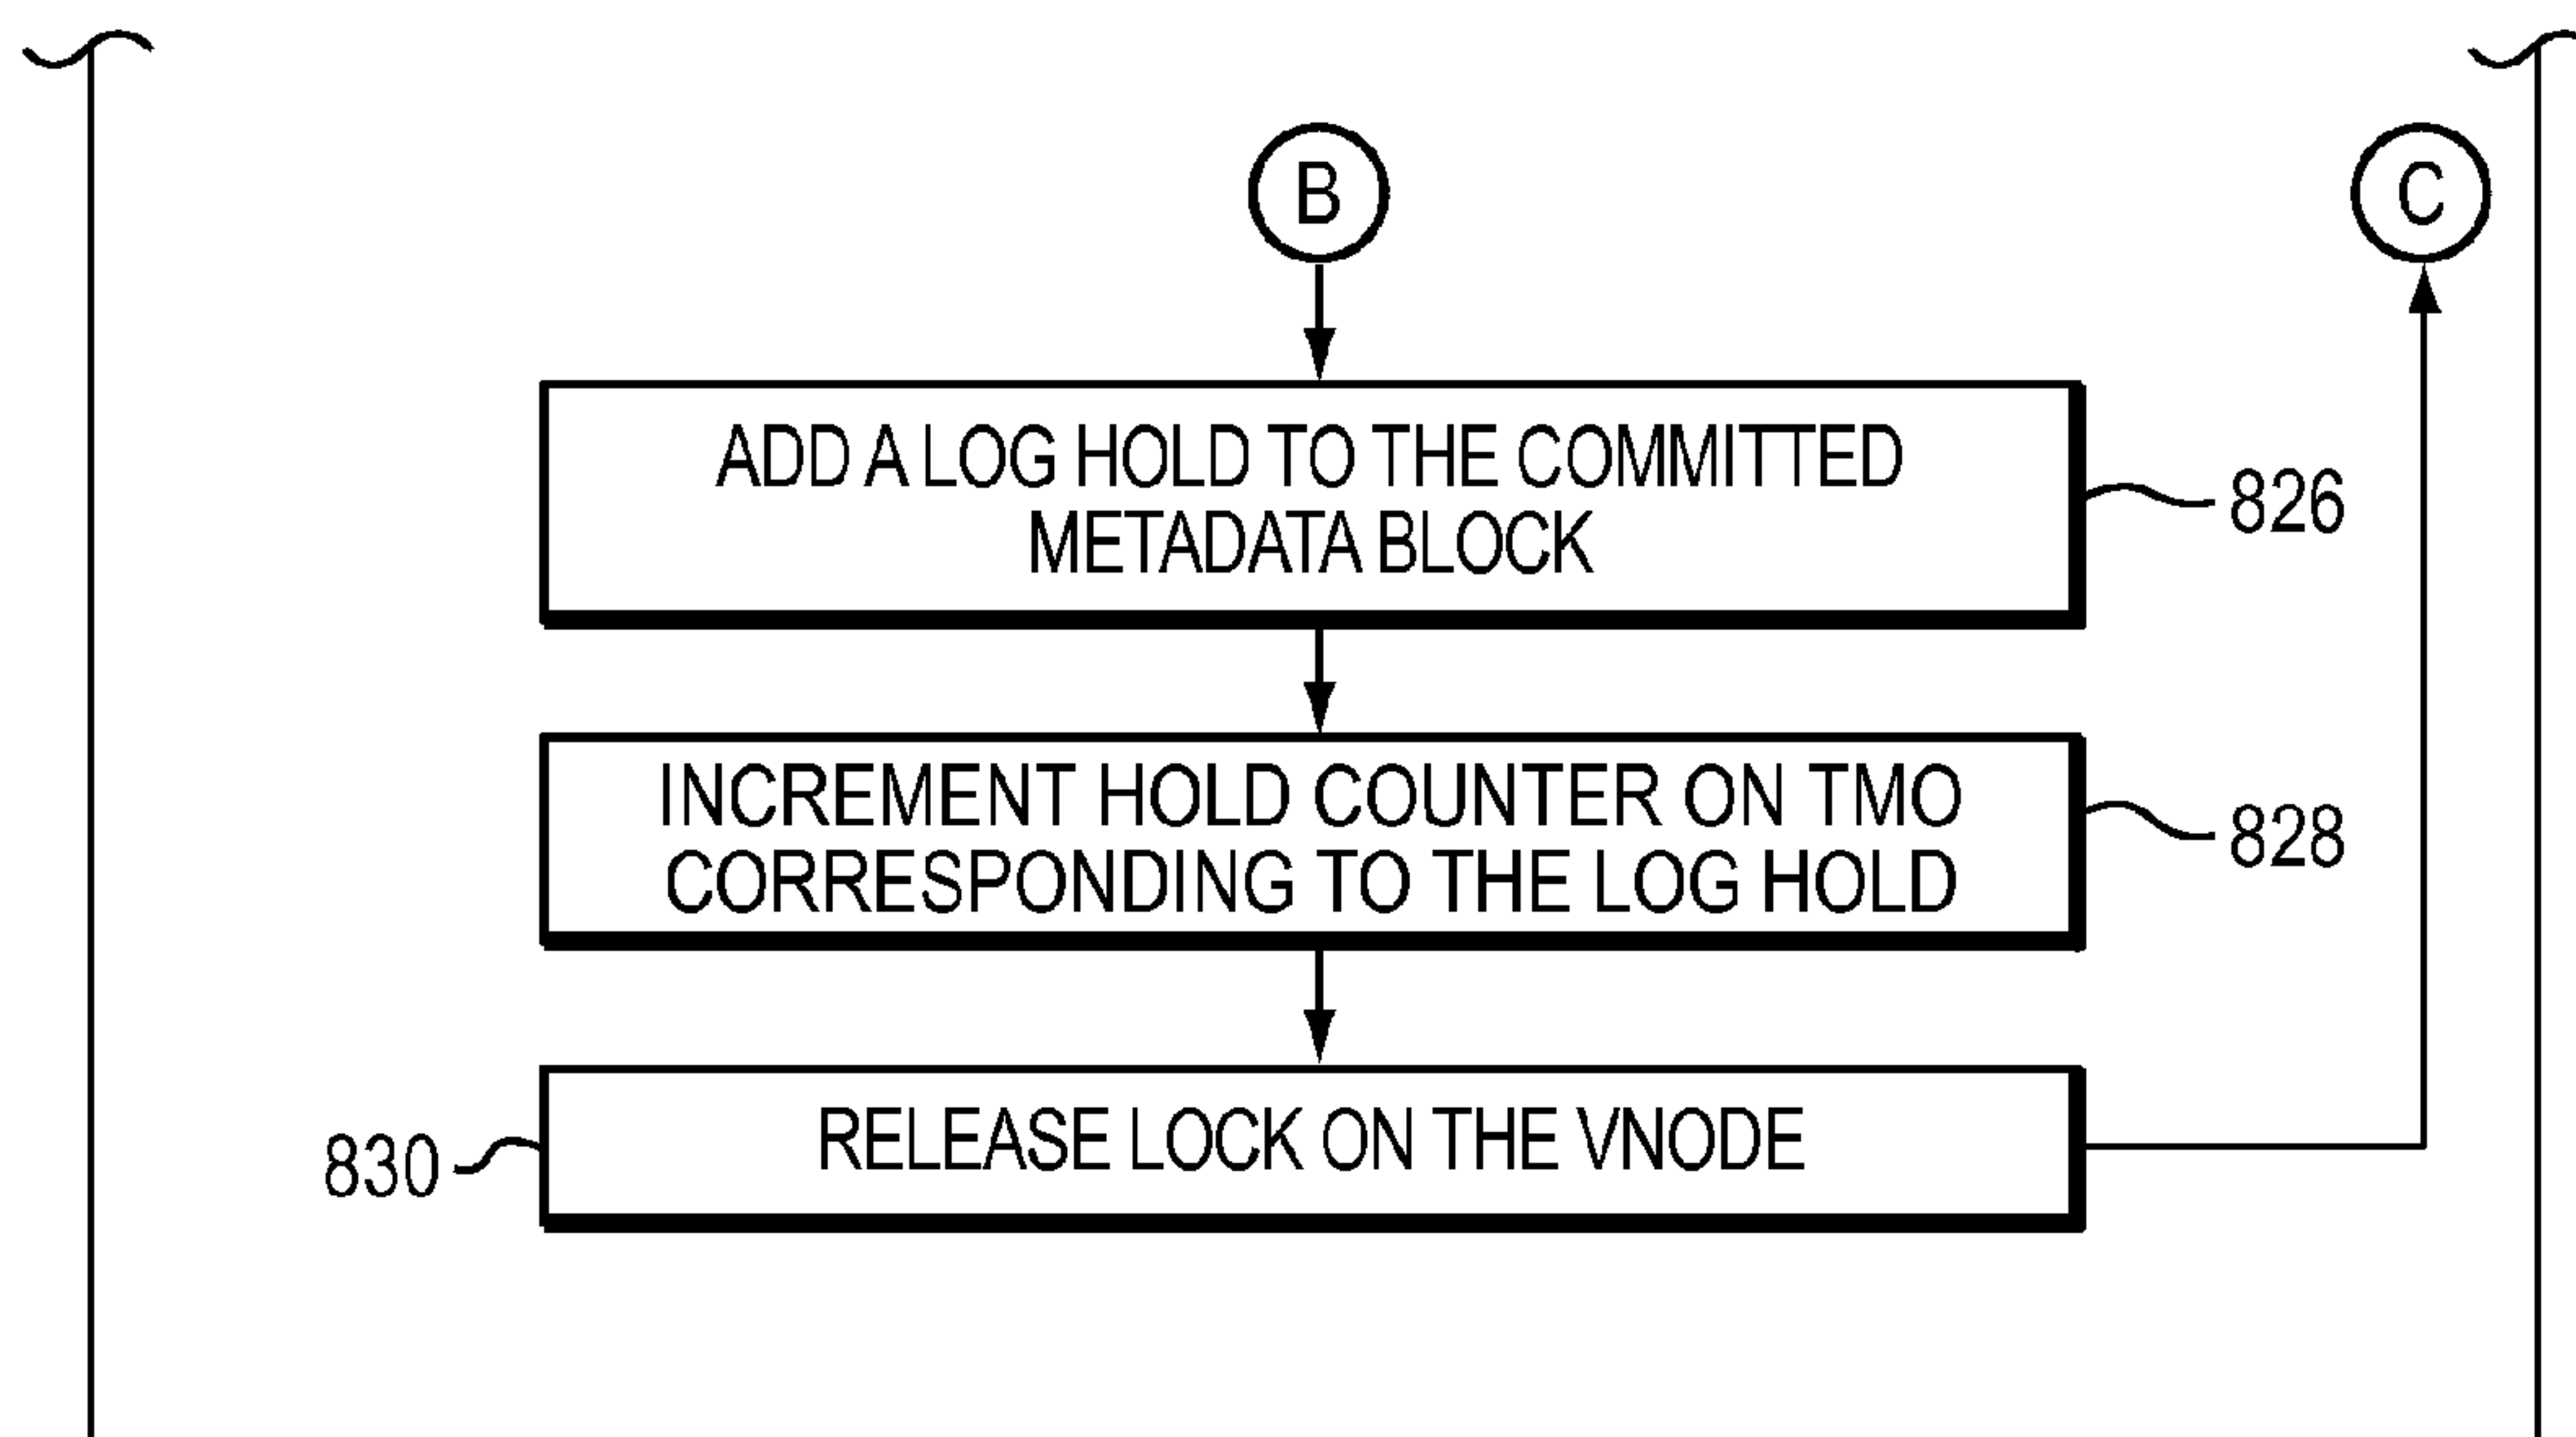 B
C
ADD A LOG HOLD TO THE COMMITTED
METADATA BLOCK
826
INCREMENT HOLD COUNTER ON TMO
CORRESPONDING TO THE LOG HOLD
828
830
RELEASE LOCK ON THE VNODE